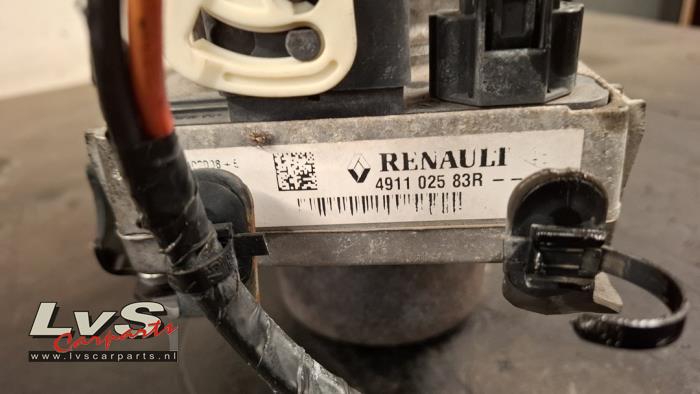 RENAULT
4911 025 83R --
LvS
Carparts
www.lvscarparts.nl